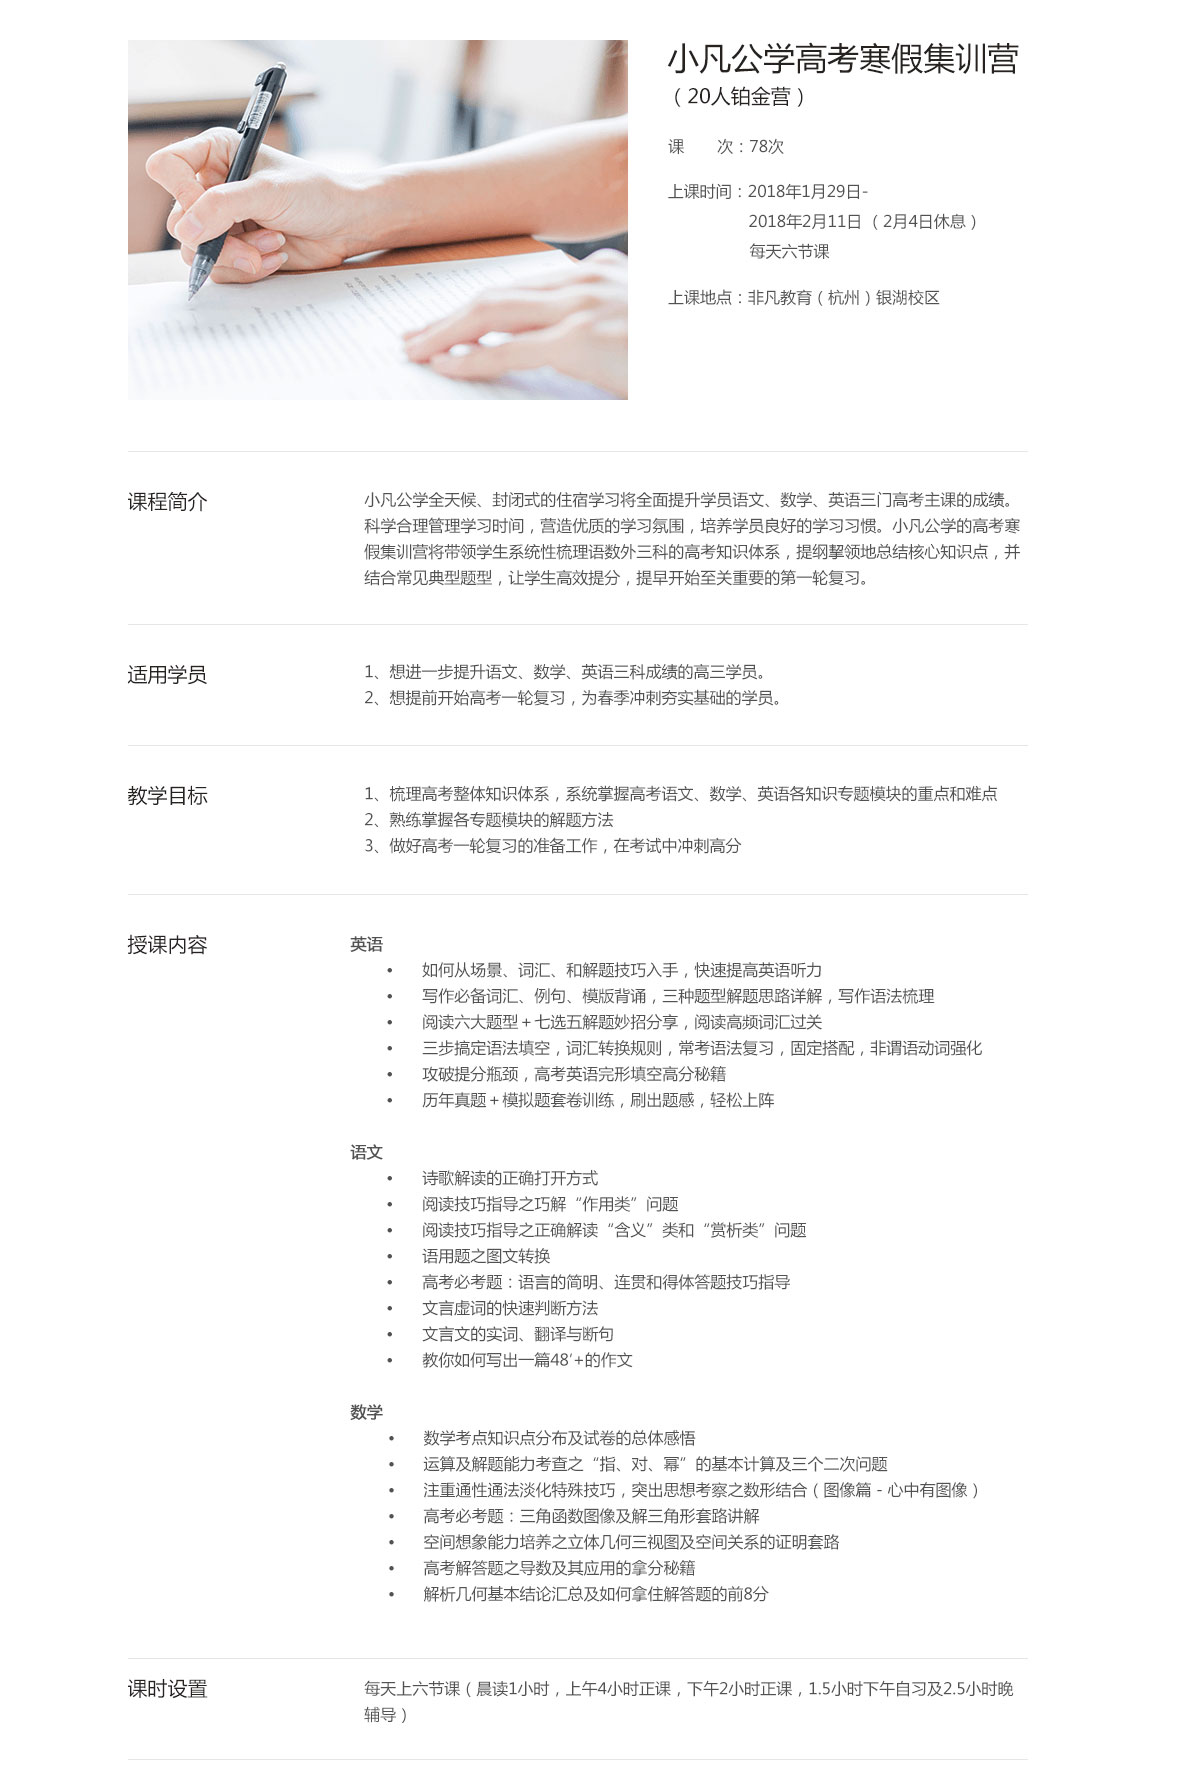 小凡公学高考寒假集训营
（20人铂金营）
课　　次：78次
上课时间：2018年1月29日-
2018年2月11日（2月4日休息）
每天六节课
上课地点：非凡教育（杭州）银湖校区
课程简介
小凡公学全天候、封闭式的住宿学习将全面提升学员语文、数学、英语三门高考主课的成绩。
科学合理管理学习时间，营造优质的学习氛围，培养学员良好的学习习惯。小凡公学的高考寒
假集训营将带领学生系统性梳理语数外三科的高考知识体系，提纲挈领地总结核心知识点，并
结合常见典型题型，让学生高效提分，提早开始至关重要的第一轮复习。
适用学员
1、想进一步提升语文、数学、英语三科成绩的高三学员。
2、想提前开始高考一轮复习，为春季冲刺夯实基础的学员。
教学目标
1、梳理高考整体知识体系，系统掌握高考语文、数学、英语各知识专题模块的重点和难点
2、熟练掌握各专题模块的解题方法
3、做好高考一轮复习的准备工作，在考试中冲刺高分
授课内容
英语
• 如何从场景、词汇、和解题技巧入手，快速提高英语听力
• 写作必备词汇、例句、模版背诵，三种题型解题思路详解，写作语法梳理
• 阅读六大题型＋七选五解题妙招分享，阅读高频词汇过关
• 三步搞定语法填空，词汇转换规则，常考语法复习，固定搭配，非谓语动词强化
• 攻破提分瓶颈，高考英语完形填空高分秘籍
• 历年真题＋模拟题套卷训练，刷出题感，轻松上阵
语文
• 诗歌解读的正确打开方式
• 阅读技巧指导之巧解“作用类”问题
• 阅读技巧指导之正确解读“含义”类和“赏析类”问题
• 语用题之图文转换
• 高考必考题：语言的简明、连贯和得体答题技巧指导
• 文言虚词的快速判断方法
• 文言文的实词、翻译与断句
• 教你如何写出一篇48‘+的作文
数学
• 数学考点知识点分布及试卷的总体感悟
• 运算及解题能力考查之“指、对、幂”的基本计算及三个二次问题
• 注重通性通法淡化特殊技巧，突出思想考察之数形结合（图像篇－心中有图像）
• 高考必考题：三角函数图像及解三角形套路讲解
• 空间想象能力培养之立体几何三视图及空间关系的证明套路
• 高考解答题之导数及其应用的拿分秘籍
• 解析几何基本结论汇总及如何拿住解答题的前8分
课时设置
每天上六节课（晨读1小时，上午4小时正课，下午2小时正课，1.5小时下午自习及2.5小时晚
辅导）